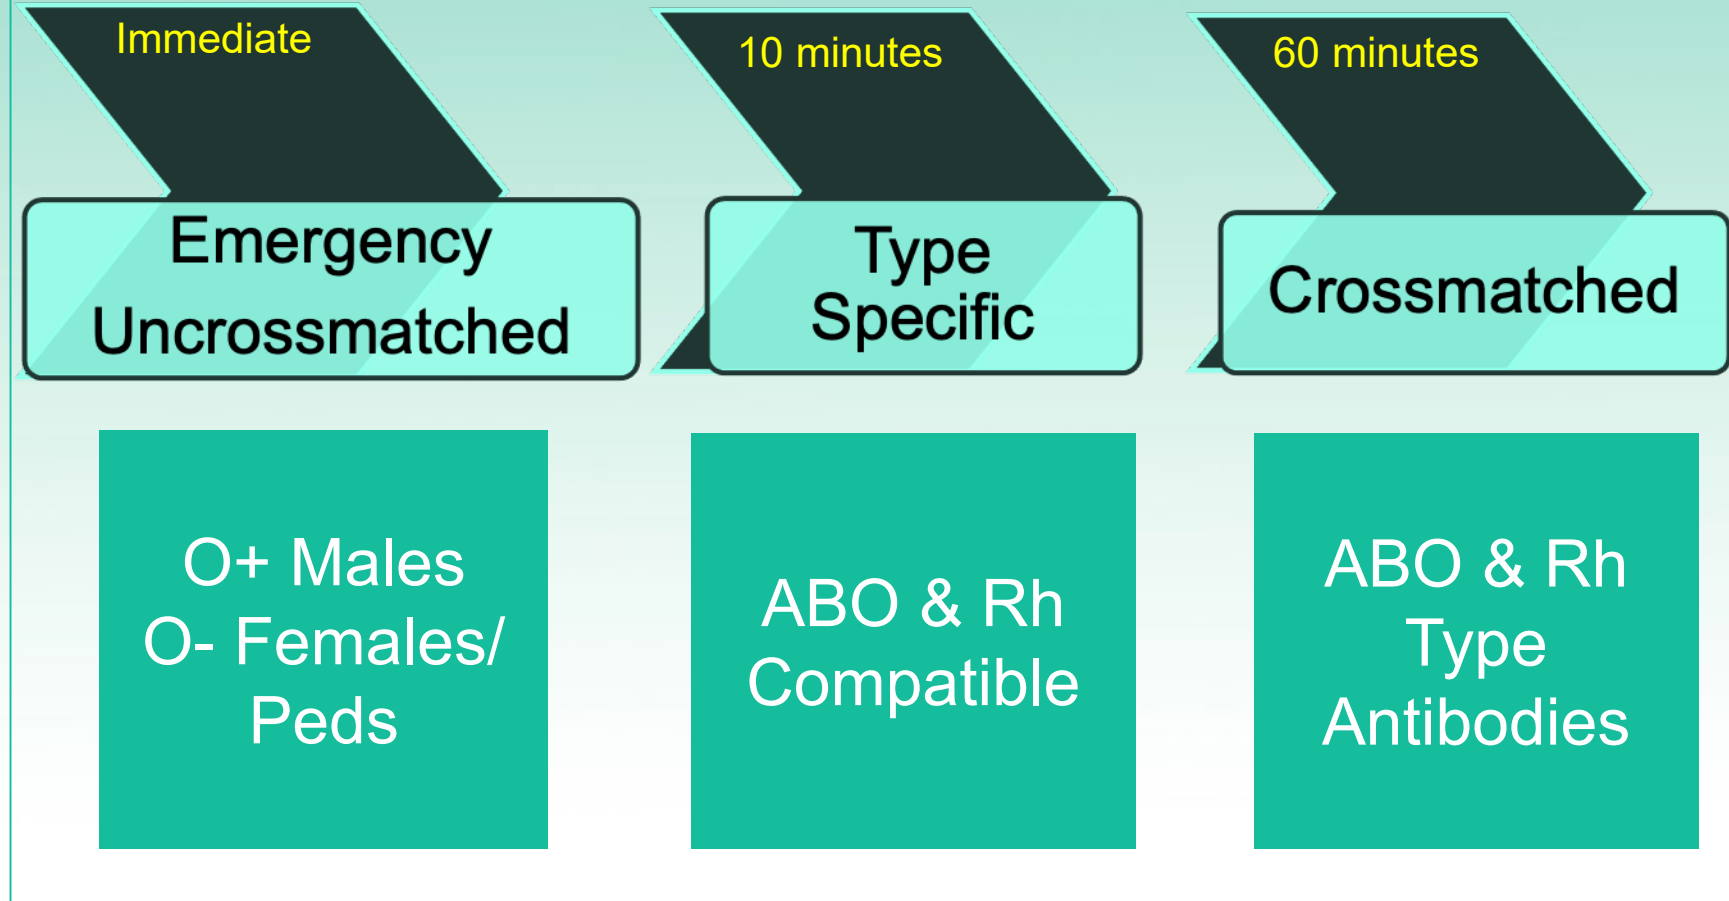 Immediate
Emergency
Uncrossmatched
O+ Males
O- Females/
Peds
10 minutes
Type
Specific
ABO & Rh
Compatible
60 minutes
Crossmatched
ABO & Rh
Type
Antibodies